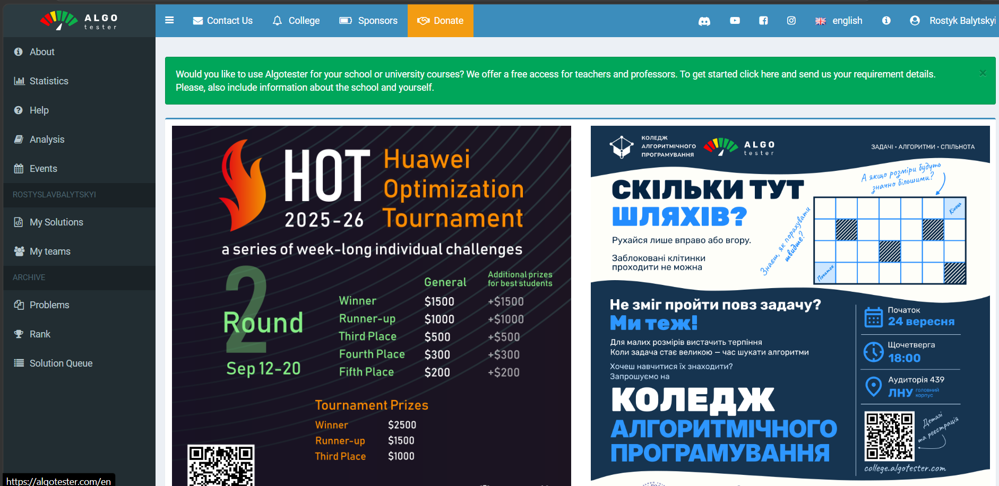 ALGO
tester
Contact Us
College
Sponsors
Donate
english
Rostyk Balytskyi
About
Statistics
Help
Analysis
Events
ROSTYSLAVBALYTSKYI
My Solutions
My teams
ARCHIVE
Problems
Rank
Solution Queue
Would you like to use Algotester for your school or university courses? We offer a free access for teachers and professors. To get started click here and send us your requirement details.
Please, also include information about the school and yourself.
×
HOT
2025-26
Huawei
Optimization
Tournament
a series of week-long individual challenges
2
Round
Sep 12-20
General
Additional prizes
for best students
Winner $1500 +$1500
Runner-up $1000 +$1000
Third Place $500 +$500
Fourth Place $300 +$300
Fifth Place $200 +$200
Tournament Prizes
Winner $2500
Runner-up $1500
Third Place $1000
КОЛЕДЖ
АЛГОРИТМІЧНОГО
ПРОГРАМУВАННЯ
ALGO
tester
ЗАДАЧІ • АЛГОРИТМИ • СПІЛЬНОТА
СКІЛЬКИ ТУТ
ШЛЯХІВ?
Рухайся лише вправо або вгору.
Заблоковані клітинки
проходити не можна
А якщо розміри будуть
значно більшими?
Знаєш, як порахувати
швидше?
Кінець
Початок
Не зміг пройти повз задачу?
Ми теж!
Для малих розмірів вистачить терпіння
Коли задача стає великою — час шукати алгоритми
Хочеш навчитися їх знаходити?
Запрошуємо на
КОЛЕДЖ
АЛГОРИТМІЧНОГО
ПРОГРАМУВАННЯ
Початок
24 вересня
Щочетверга
18:00
Аудиторія 439
ЛНУ головний
корпус
Деталі
та реєстрація
college.algotester.com
https://algotester.com/en